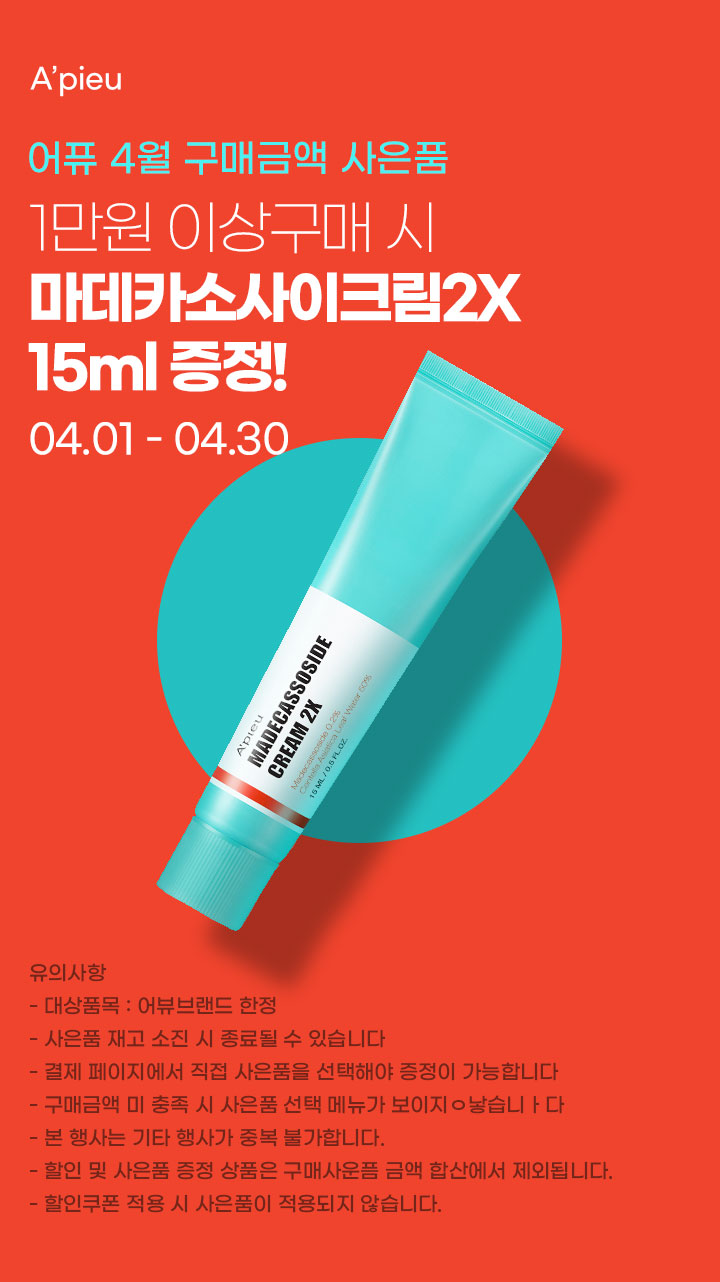 A'pieu
어퓨 4월 구매금액 사은품
1만원 이상구매 시
마데카소사이크림2X
15ml 증정!
04.01 - 04.30
A'pieu
MADECASSOSIDE
CREAM 2X
Madecassoside 0.2%
Centella Asiatica Leaf Water 50%
15 ML / 0.5 FL.OZ.
유의사항
- 대상품목 : 어뷰브랜드 한정
- 사은품 재고 소진 시 종료될 수 있습니다
- 결제 페이지에서 직접 사은품을 선택해야 증정이 가능합니다
- 구매금액 미 충족 시 사은품 선택 메뉴가 보이지ㅇ낳습니ㅏ다
- 본 행사는 기타 행사가 중복 불가합니다.
- 할인 및 사은품 증정 상품은 구매사운픔 금액 합산에서 제외됩니다.
- 할인쿠폰 적용 시 사은품이 적용되지 않습니다.